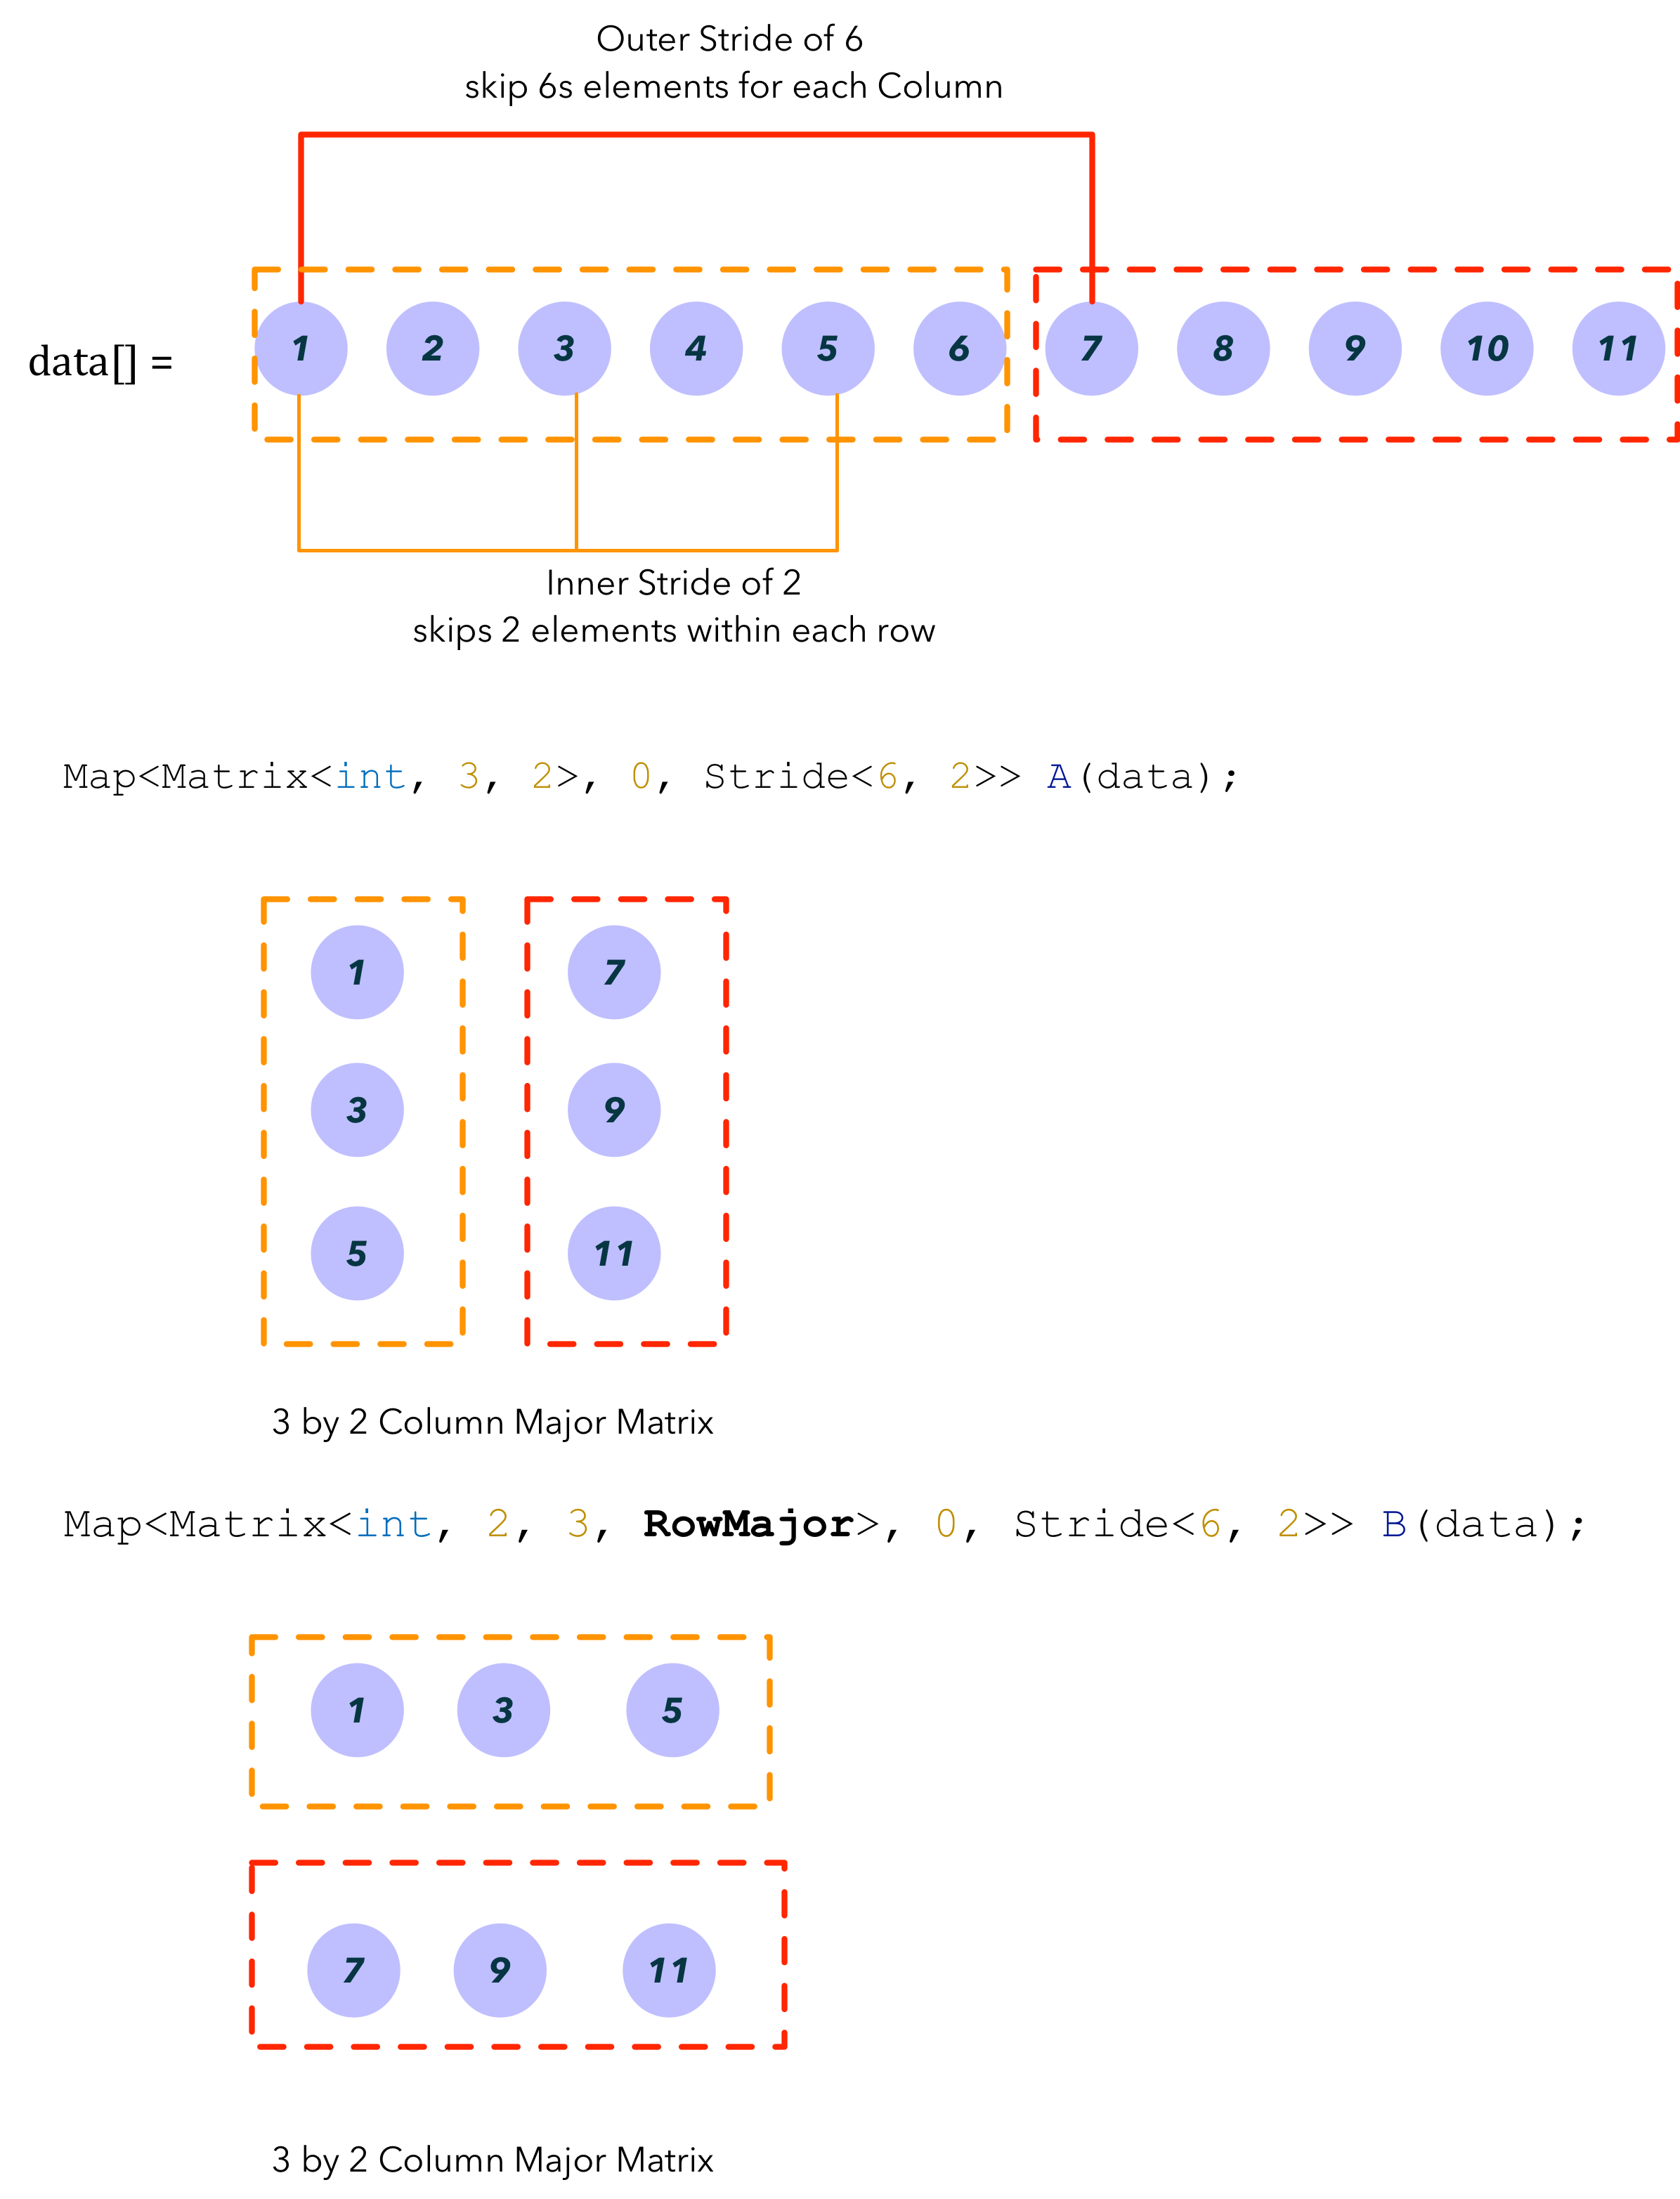 Outer Stride of 6
skip 6s elements for each Column
data[] =
1 2 3 4 5 6 7 8 9 10 11
Inner Stride of 2
skips 2 elements within each row
Map<Matrix<int, 3, 2>, 0, Stride<6, 2>> A(data);
1 7
3 9
5 11
3 by 2 Column Major Matrix
Map<Matrix<int, 2, 3, RowMajor>, 0, Stride<6, 2>> B(data);
1 3 5
7 9 11
3 by 2 Column Major Matrix